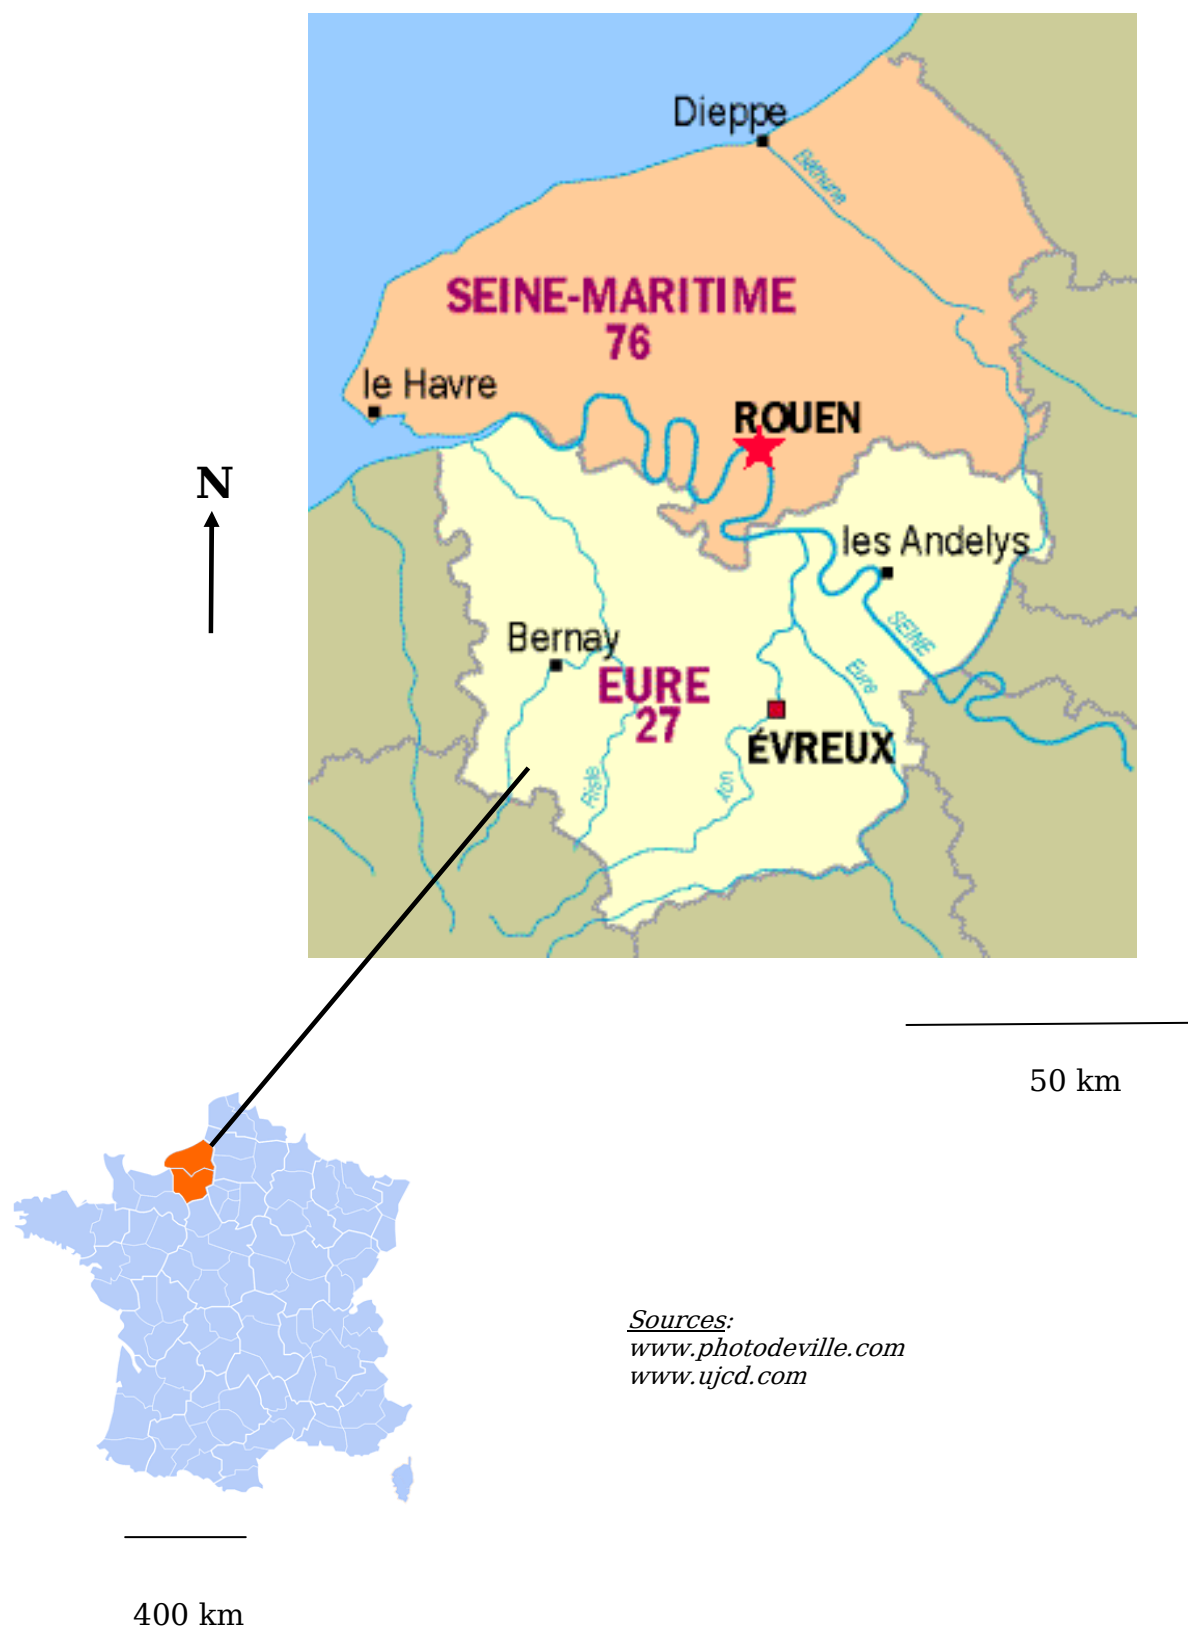 Dieppe
Béthune
SEINE-MARITIME
76
le Havre
ROUEN
N
les Andelys
SEINE
Bernay
Eure
EURE
27
ÉVREUX
Risle
Iton
50 km
Sources:
www.photodeville.com
www.ujcd.com
400 km